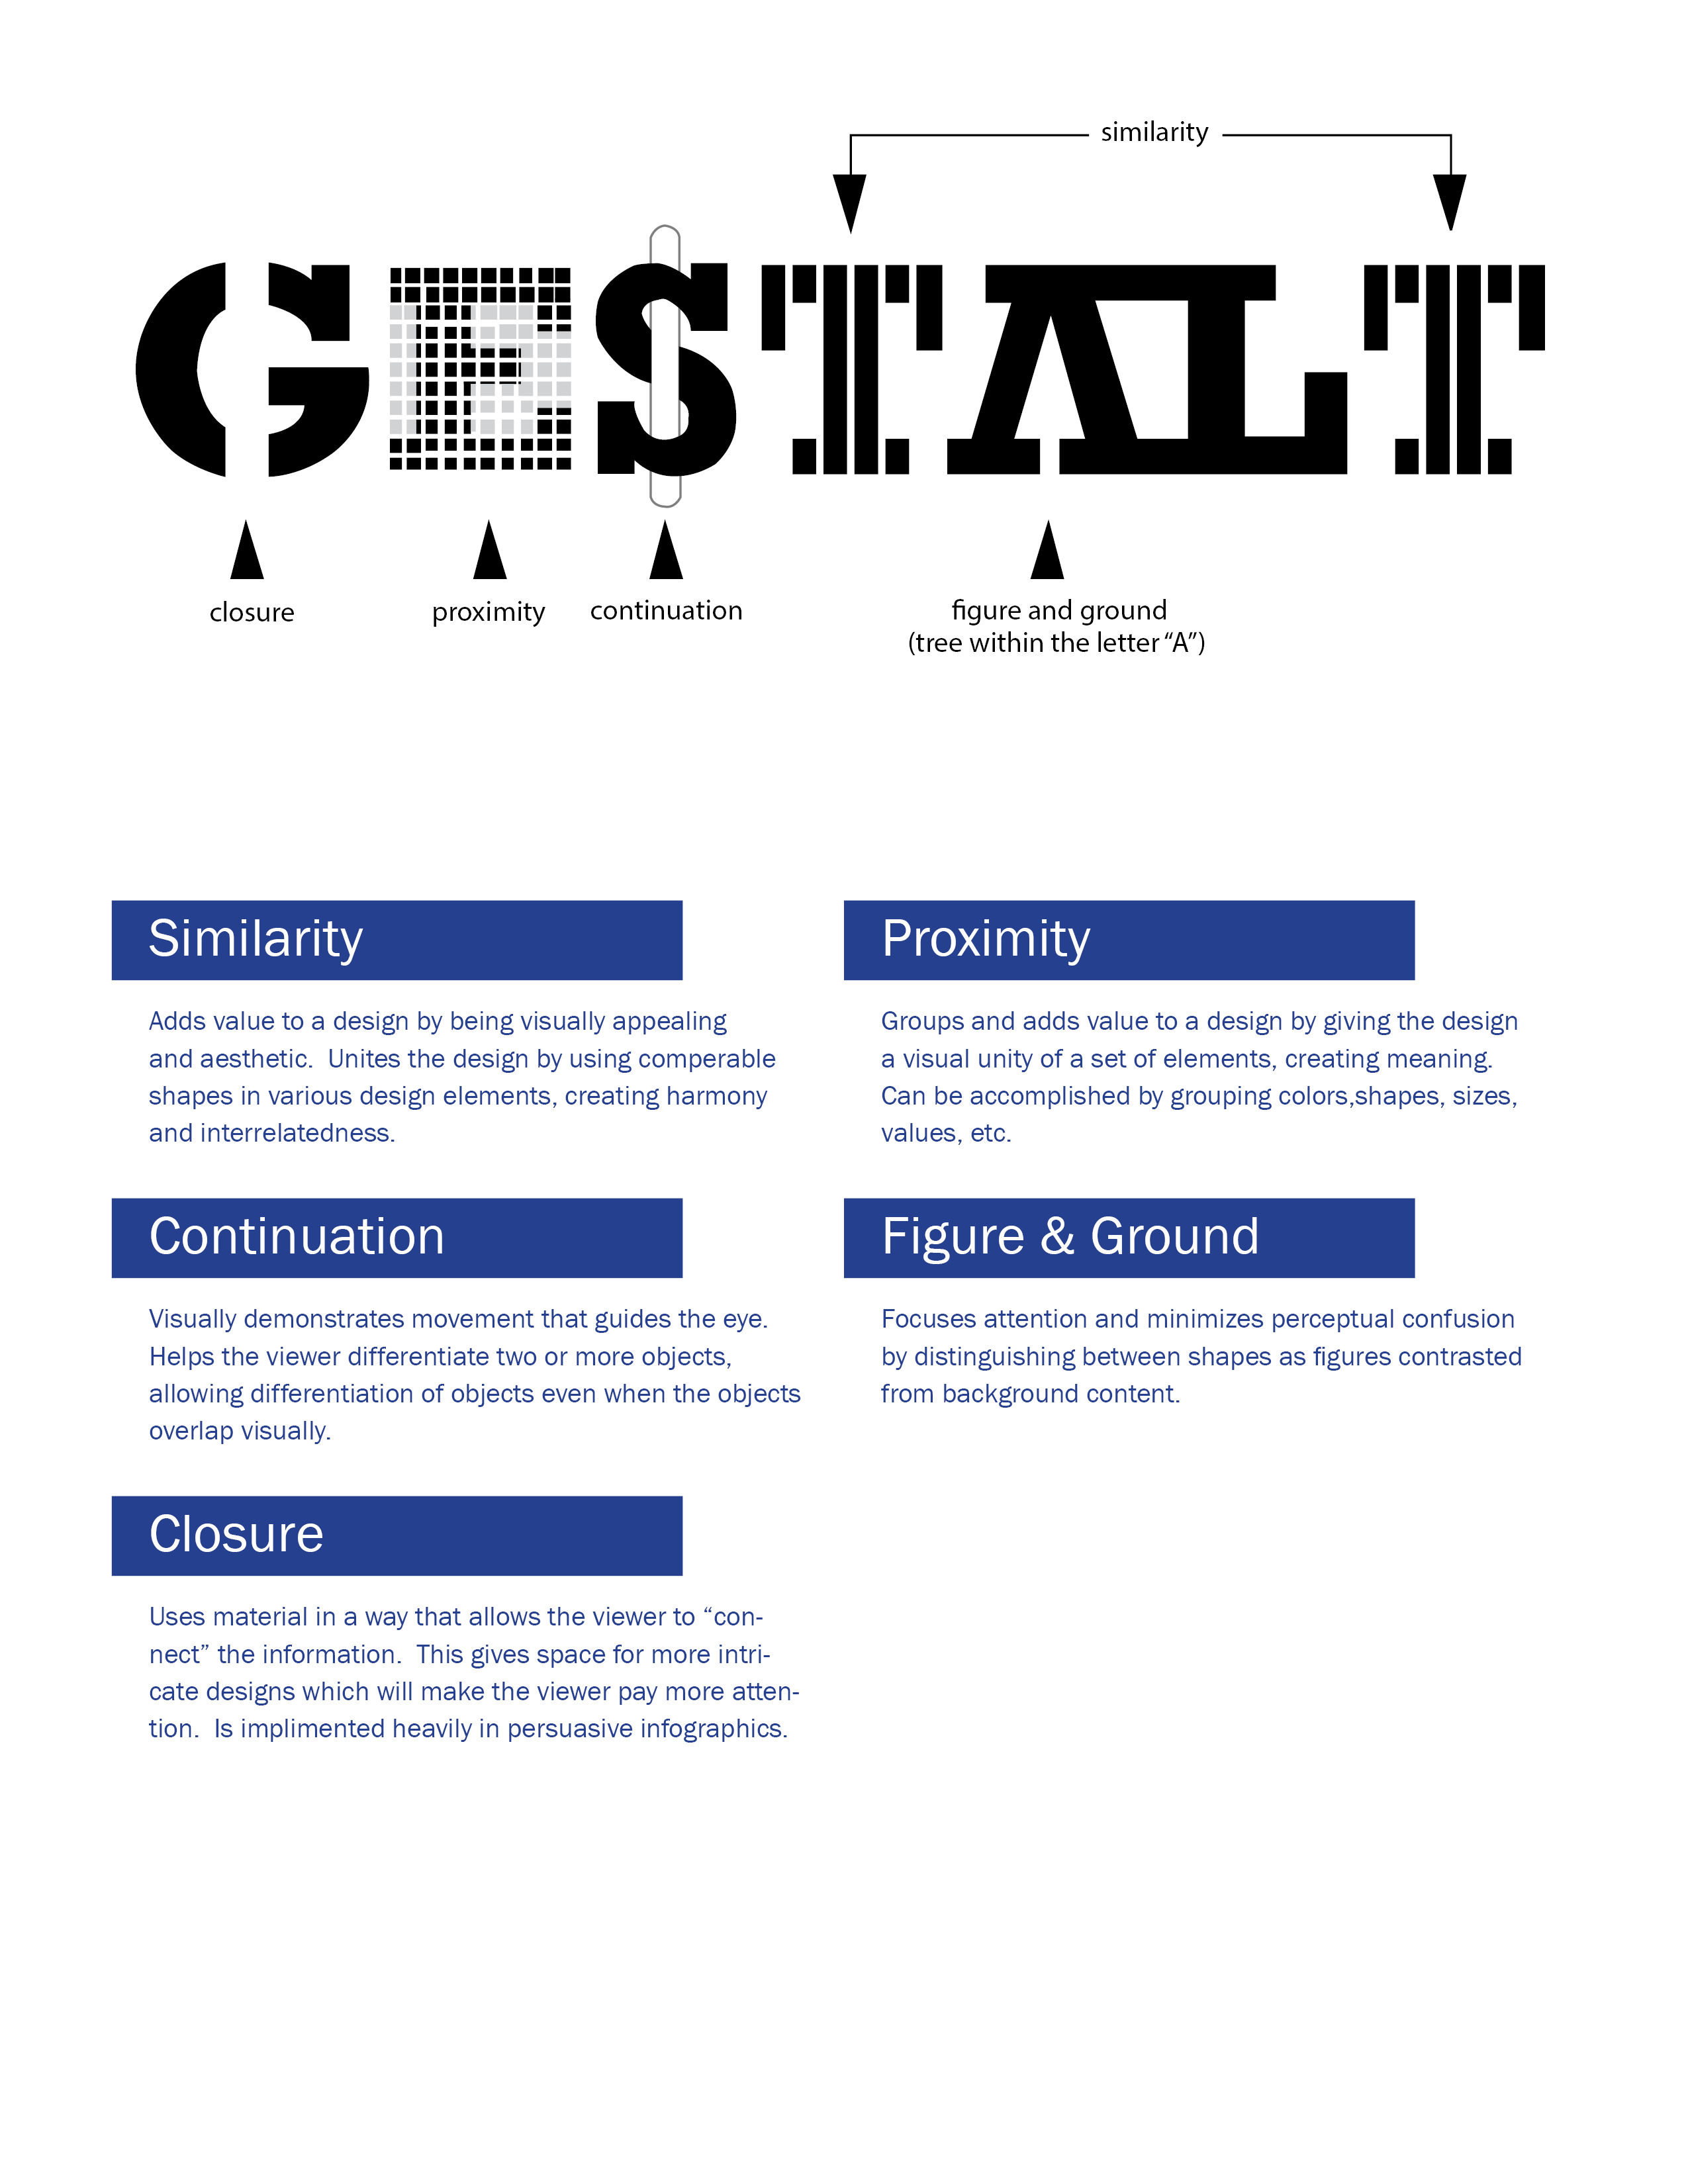 similarity
GESTALT
closure
proximity
continuation
figure and ground
(tree within the letter “A”)
Similarity
Adds value to a design by being visually appealing
and aesthetic.  Unites the design by using comperable
shapes in various design elements, creating harmony
and interrelatedness.
Proximity
Groups and adds value to a design by giving the design
a visual unity of a set of elements, creating meaning.
Can be accomplished by grouping colors,shapes, sizes,
values, etc.
Continuation
Visually demonstrates movement that guides the eye.
Helps the viewer differentiate two or more objects,
allowing differentiation of objects even when the objects
overlap visually.
Figure & Ground
Focuses attention and minimizes perceptual confusion
by distinguishing between shapes as figures contrasted
from background content.
Closure
Uses material in a way that allows the viewer to “con-
nect” the information.  This gives space for more intri-
cate designs which will make the viewer pay more atten-
tion.  Is implimented heavily in persuasive infographics.